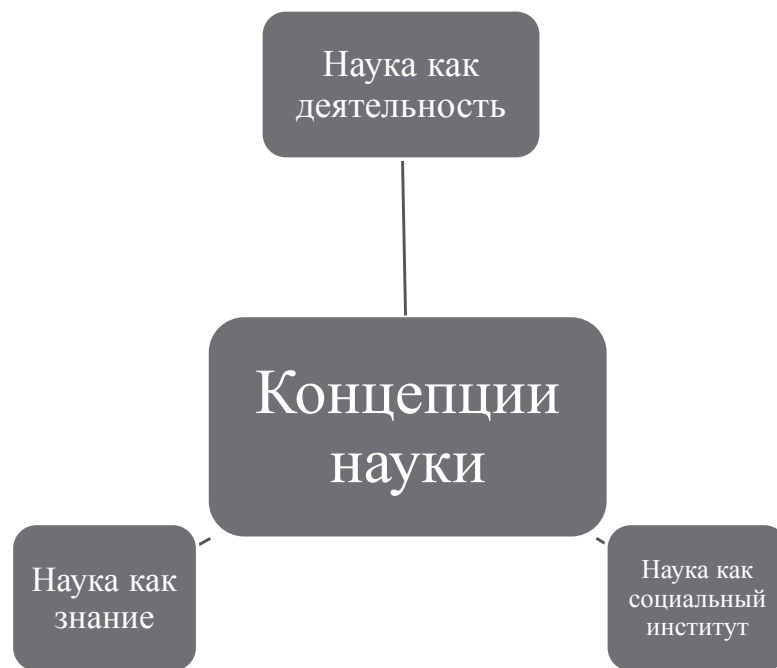 Наука как
деятельность
Концепции
науки
Наука как
знание
Наука как
социальный
институт